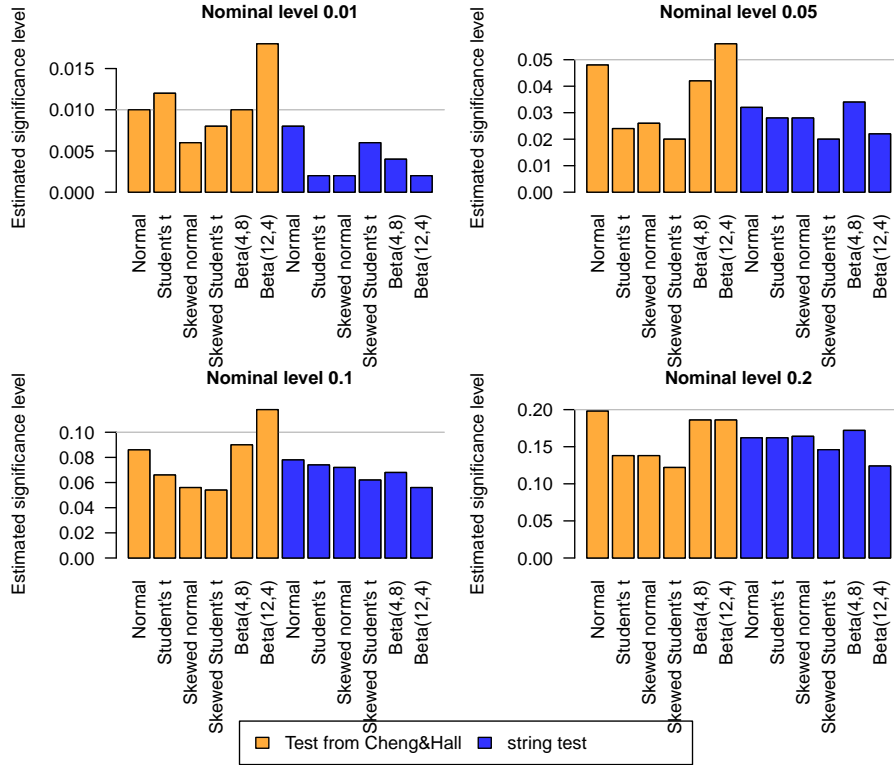 Nominal level 0.01
Estimated significance level
0.015
0.010
0.005
0.000
Normal
Student's t
Skewed normal
Skewed Student's t
Beta(4,8)
Beta(12,4)
Normal
Student's t
Skewed normal
Skewed Student's t
Beta(4,8)
Beta(12,4)
Nominal level 0.05
Estimated significance level
0.05
0.04
0.03
0.02
0.01
0.00
Normal
Student's t
Skewed normal
Skewed Student's t
Beta(4,8)
Beta(12,4)
Normal
Student's t
Skewed normal
Skewed Student's t
Beta(4,8)
Beta(12,4)
Nominal level 0.1
Estimated significance level
0.10
0.08
0.06
0.04
0.02
0.00
Normal
Student's t
Skewed normal
Skewed Student's t
Beta(4,8)
Beta(12,4)
Normal
Student's t
Skewed normal
Skewed Student's t
Beta(4,8)
Beta(12,4)
Nominal level 0.2
Estimated significance level
0.20
0.15
0.10
0.05
0.00
Normal
Student's t
Skewed normal
Skewed Student's t
Beta(4,8)
Beta(12,4)
Normal
Student's t
Skewed normal
Skewed Student's t
Beta(4,8)
Beta(12,4)
Test from Cheng&Hall
string test